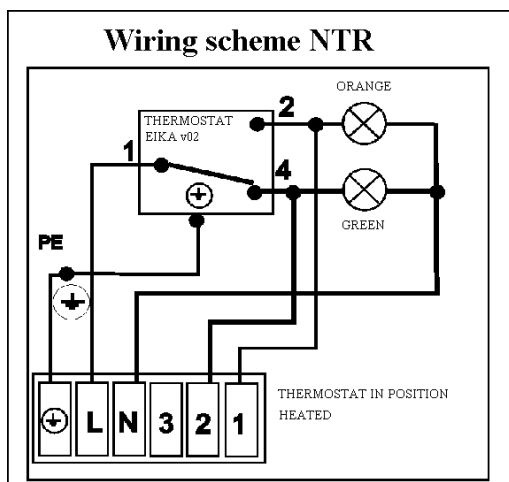 Wiring scheme NTR
ORANGE
THERMOSTAT 2
EIKA v02
1
4
GREEN
PE
L N 3 2 1
THERMOSTAT IN POSITION
HEATED